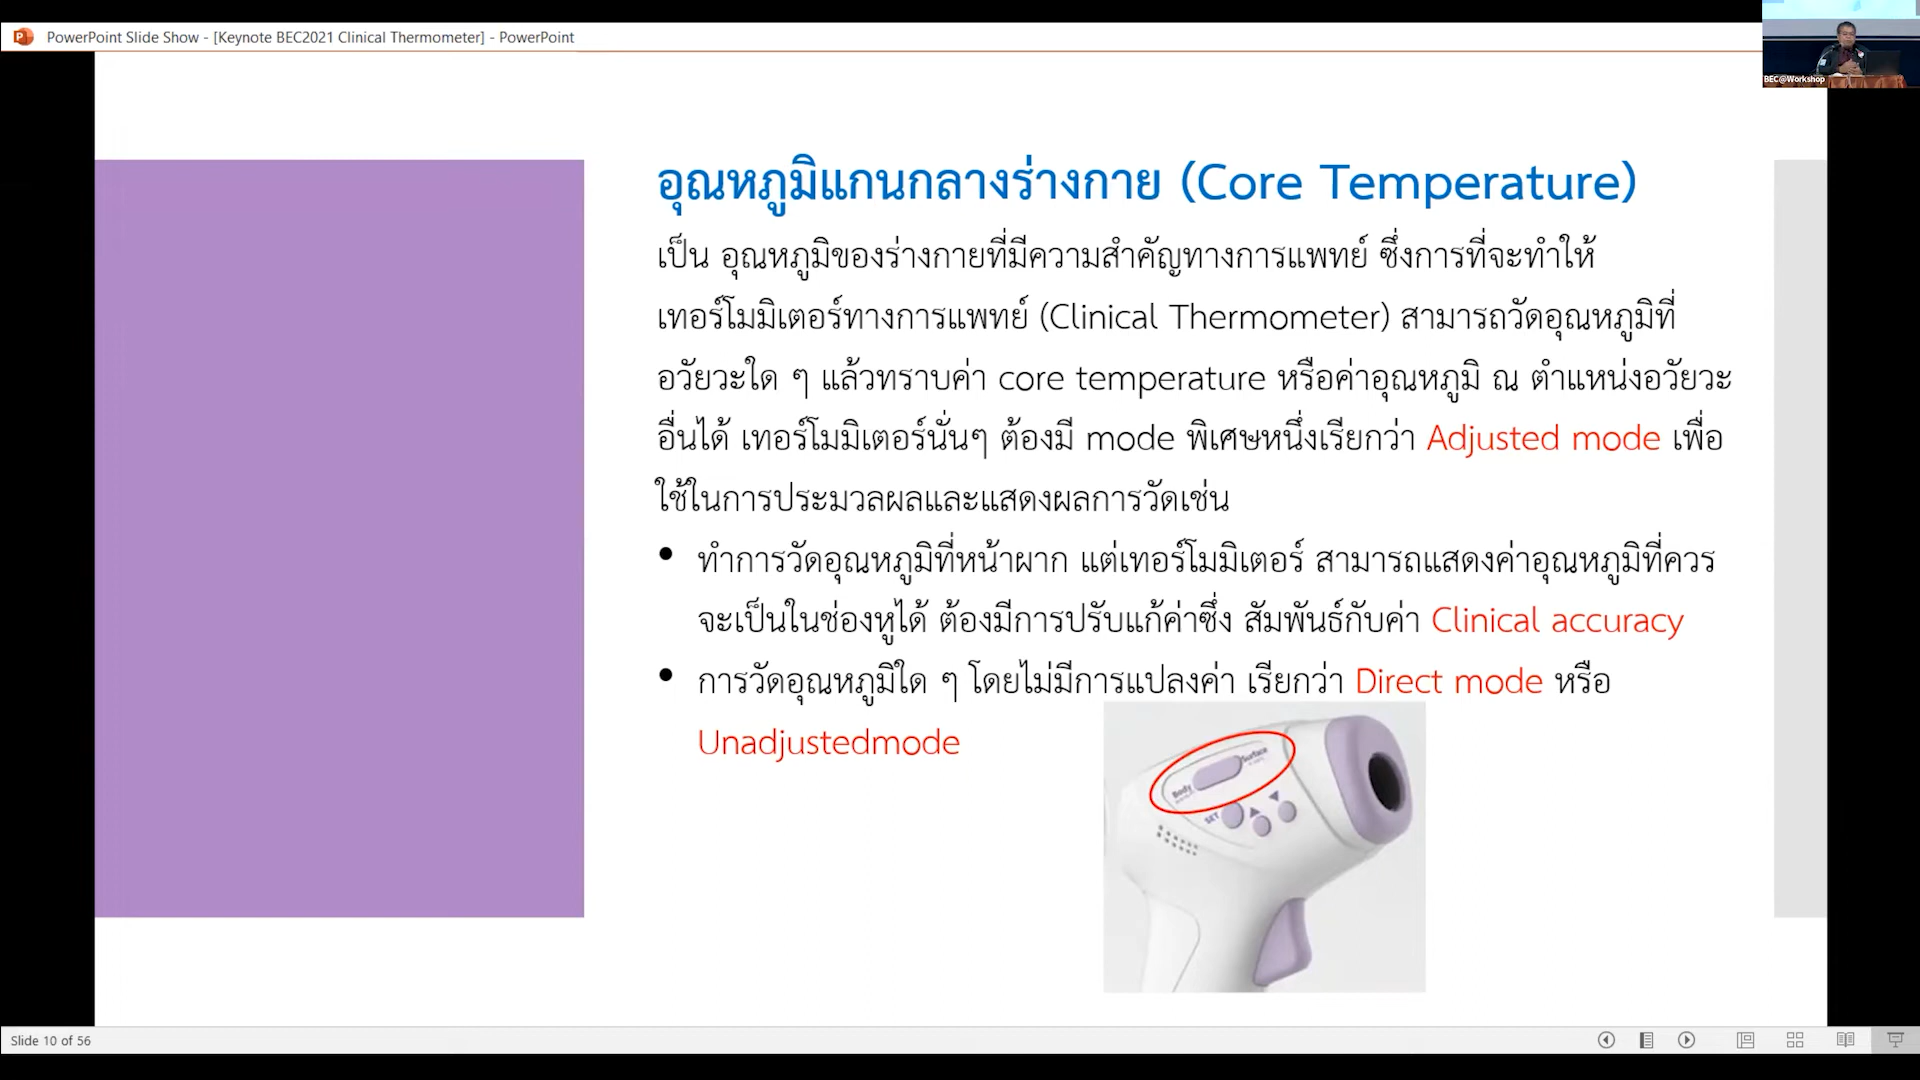 PowerPoint Slide Show - [Keynote BEC2021 Clinical Thermometer] - PowerPoint
BEC@Workshop
อุณหภูมิแกนกลางร่างกาย (Core Temperature)
เป็น อุณหภูมิของร่างกายที่มีความสำคัญทางการแพทย์ ซึ่งการที่จะทำให้
เทอร์โมมิเตอร์ทางการแพทย์ (Clinical Thermometer) สามารถวัดอุณหภูมิที่
อวัยวะใด ๆ แล้วทราบค่า core temperature หรือค่าอุณหภูมิ ณ ตำแหน่งอวัยวะ
อื่นได้ เทอร์โมมิเตอร์นั่นๆ ต้องมี mode พิเศษหนึ่งเรียกว่า Adjusted mode เพื่อ
ใช้ในการประมวลผลและแสดงผลการวัดเช่น
• ทำการวัดอุณหภูมิที่หน้าผาก แต่เทอร์โมมิเตอร์ สามารถแสดงค่าอุณหภูมิที่ควร
จะเป็นในช่องหูได้ ต้องมีการปรับแก้ค่าซึ่ง สัมพันธ์กับค่า Clinical accuracy
• การวัดอุณหภูมิใด ๆ โดยไม่มีการแปลงค่า เรียกว่า Direct mode หรือ
Unadjustedmode
Surface
Body
SET
Slide 10 of 56